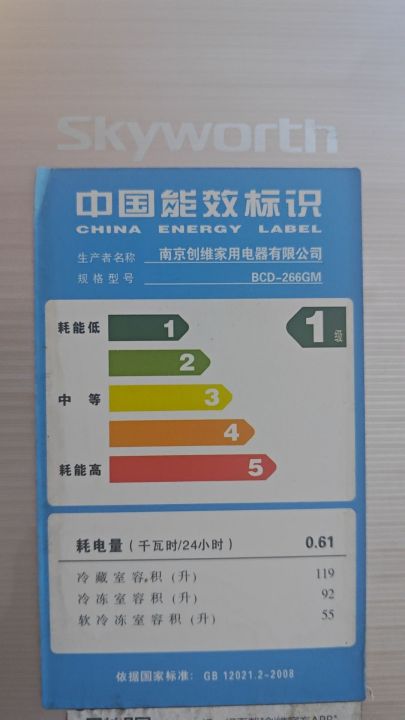 Skyworth
中国能效标识
CHINA ENERGY LABEL
生产者名称 南京创维家用电器有限公司
规格型号 BCD-266GM
耗能低 1 1级
2
中等 3
4
耗能高 5
耗电量（千瓦时/24小时） 0.61
冷藏室容积（升） 119
冷冻室容积（升） 92
软冷冻室容积（升） 55
依据国家标准: GB 12021.2-2008